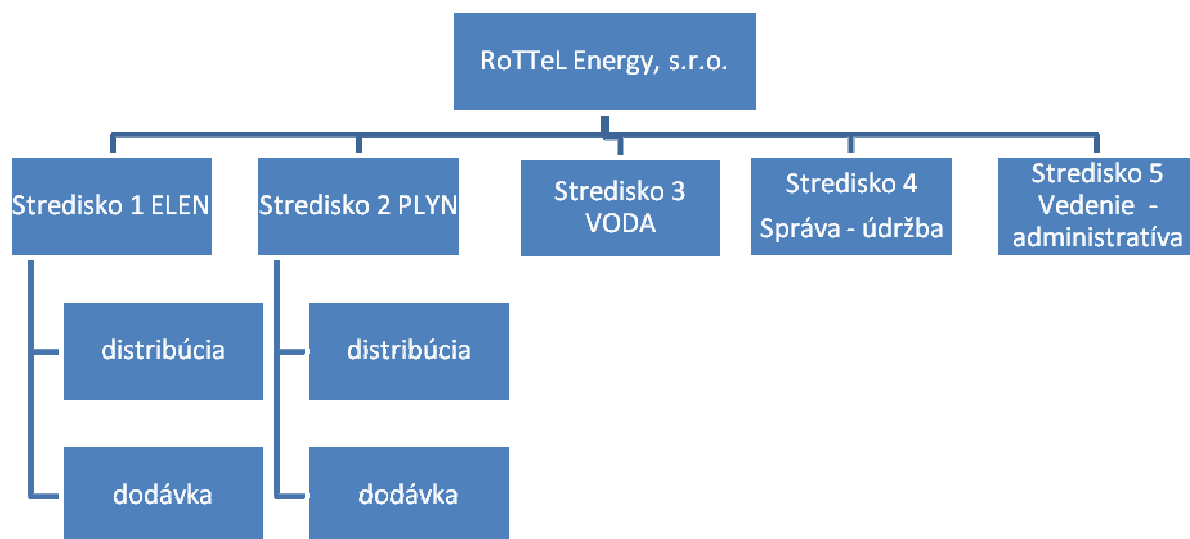 RoTTeL Energy, s.r.o.
Stredisko 1 ELEN
Stredisko 2 PLYN
Stredisko 3
VODA
Stredisko 4
Správa - údržba
Stredisko 5
Vedenie -
administratíva
distribúcia
distribúcia
dodávka
dodávka